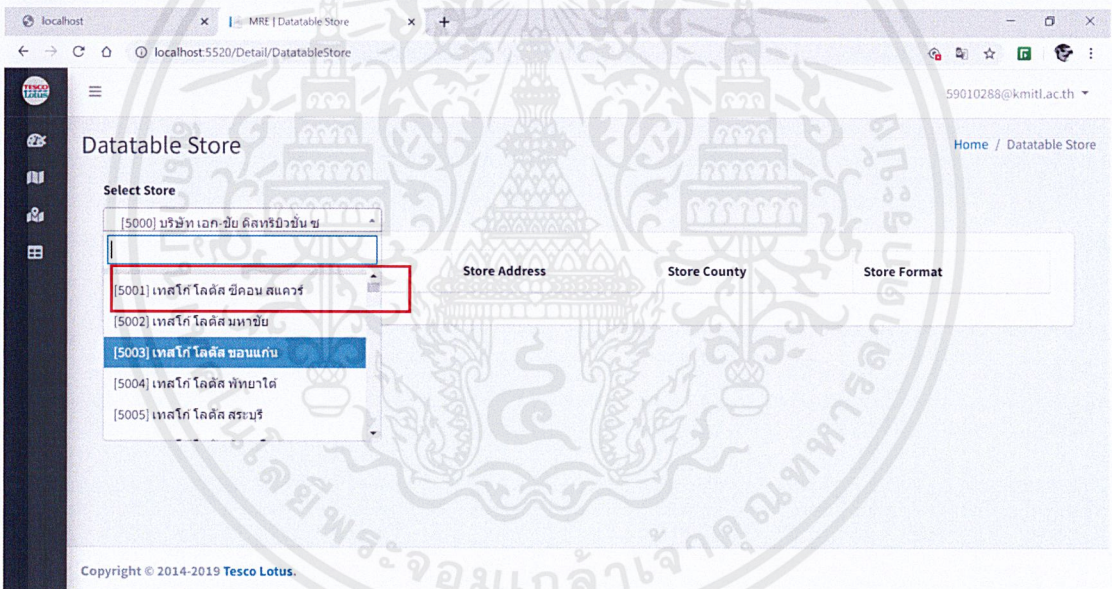 localhost
MRE | Datatable Store
localhost:5520/Detail/DatatableStore
TESCO Lotus
59010288@kmitl.ac.th
Datatable Store
Home / Datatable Store
Select Store
[5000] บริษัท เอก-ชัย ดีสทริบิวชั่น ซ
Store Address Store County Store Format
[5001] เทสโก้ โลตัส ซีคอน สแควร์
[5002] เทสโก้ โลตัส มหาชัย
[5003] เทสโก้ โลตัส ขอนแก่น
[5004] เทสโก้ โลตัส พัทยาใต้
[5005] เทสโก้ โลตัส สระบุรี
Copyright © 2014-2019 Tesco Lotus.